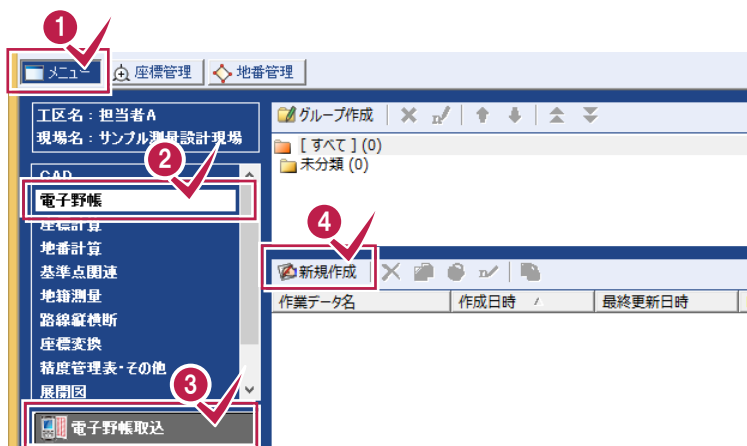 1
メニュー 座標管理 地番管理
工区名：担当者A
現場名：サンプル測量設計現場
2
CAD
電子野帳
座標計算
地番計算
基準点関連
地籍測量
路線縦横断
座標変換
精度管理表・その他
展開図
3
電子野帳取込
グループ作成
[ すべて ] (0)
未分類 (0)
4
新規作成
作業データ名 作成日時 最終更新日時